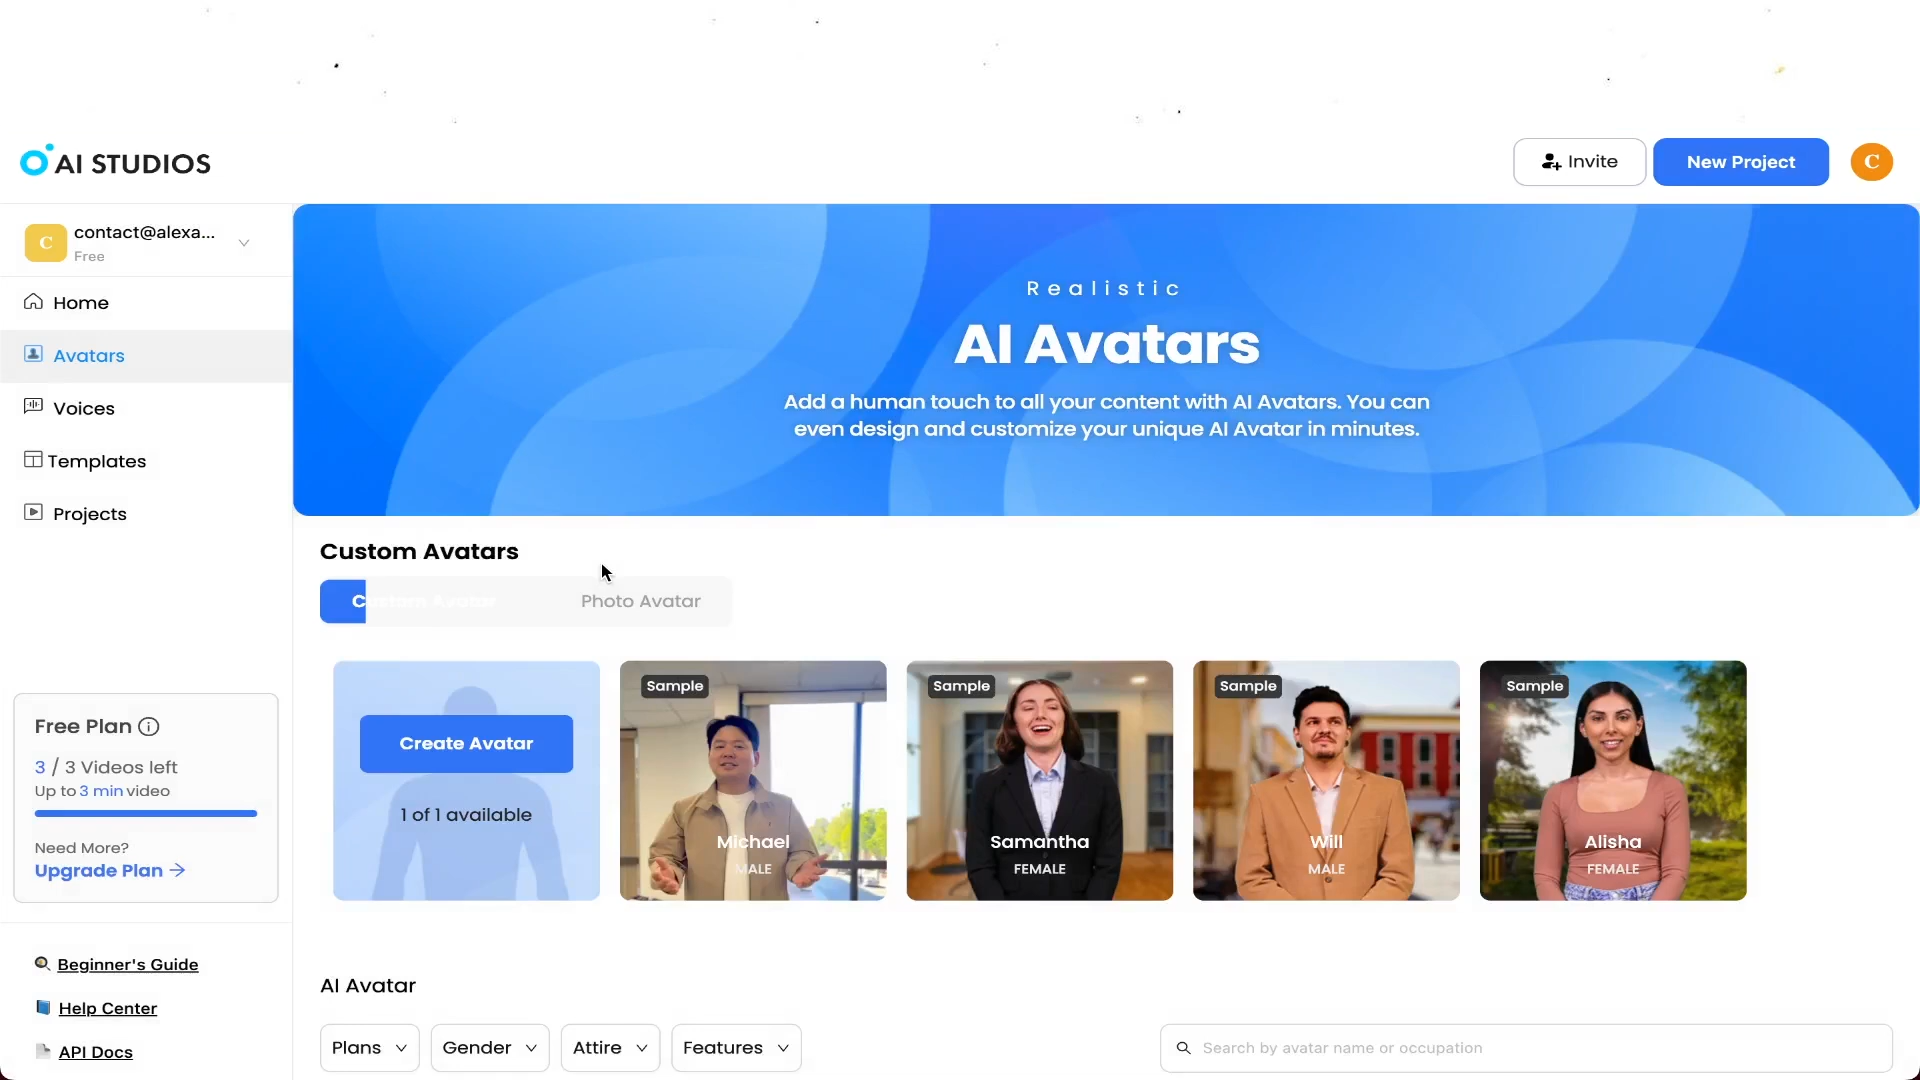 AI STUDIOS
Invite
New Project
C
C
contact@alexa...
Free
Home
Avatars
Voices
Templates
Projects
Free Plan
3 / 3 Videos left
Up to 3 min video
Need More?
Upgrade Plan →
Beginner's Guide
Help Center
API Docs
Realistic
AI Avatars
Add a human touch to all your content with AI Avatars. You can
even design and customize your unique AI Avatar in minutes.
Custom Avatars
Custom Avatar
Photo Avatar
Create Avatar
1 of 1 available
Sample
Michael
MALE
Sample
Samantha
FEMALE
Sample
Will
MALE
Sample
Alisha
FEMALE
AI Avatar
Plans
Gender
Attire
Features
Search by avatar name or occupation